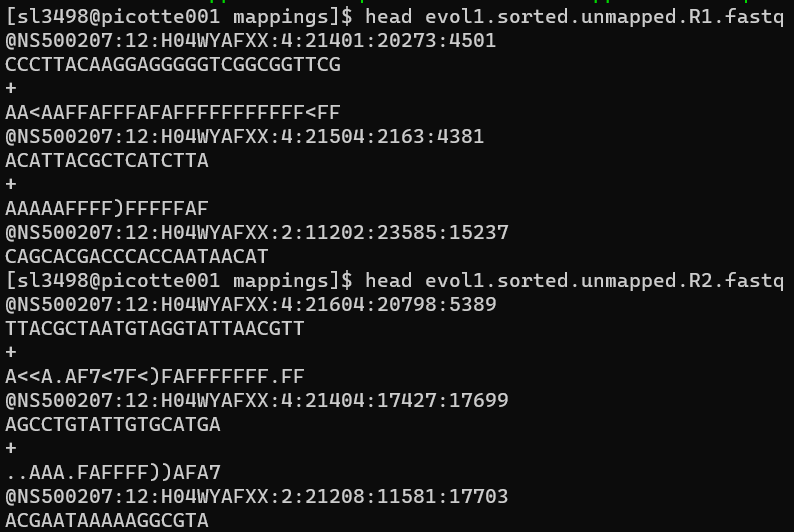 [sl3498@picotte001 mappings]$ head evol1.sorted.unmapped.R1.fastq
@NS500207:12:H04WYAFXX:4:21401:20273:4501
CCCTTACAAGGAGGGGGTCGGCGGTTCG
+
AA<AAFFAFFFAFAFFFFFFFFFFF<FF
@NS500207:12:H04WYAFXX:4:21504:2163:4381
ACATTACGCTCATCTTA
+
AAAAAFFFF)FFFFFAF
@NS500207:12:H04WYAFXX:2:11202:23585:15237
CAGCACGACCCACCAATAACAT
[sl3498@picotte001 mappings]$ head evol1.sorted.unmapped.R2.fastq
@NS500207:12:H04WYAFXX:4:21604:20798:5389
TTACGCTAATGTAGGTATTAACGTT
+
A<<A.AF7<7F<)FAFFFFFFF.FF
@NS500207:12:H04WYAFXX:4:21404:17427:17699
AGCCTGTATTGTGCATGA
+
..AAA.FAFFFF))AFA7
@NS500207:12:H04WYAFXX:2:21208:11581:17703
ACGAATAAAAAGGCGTA